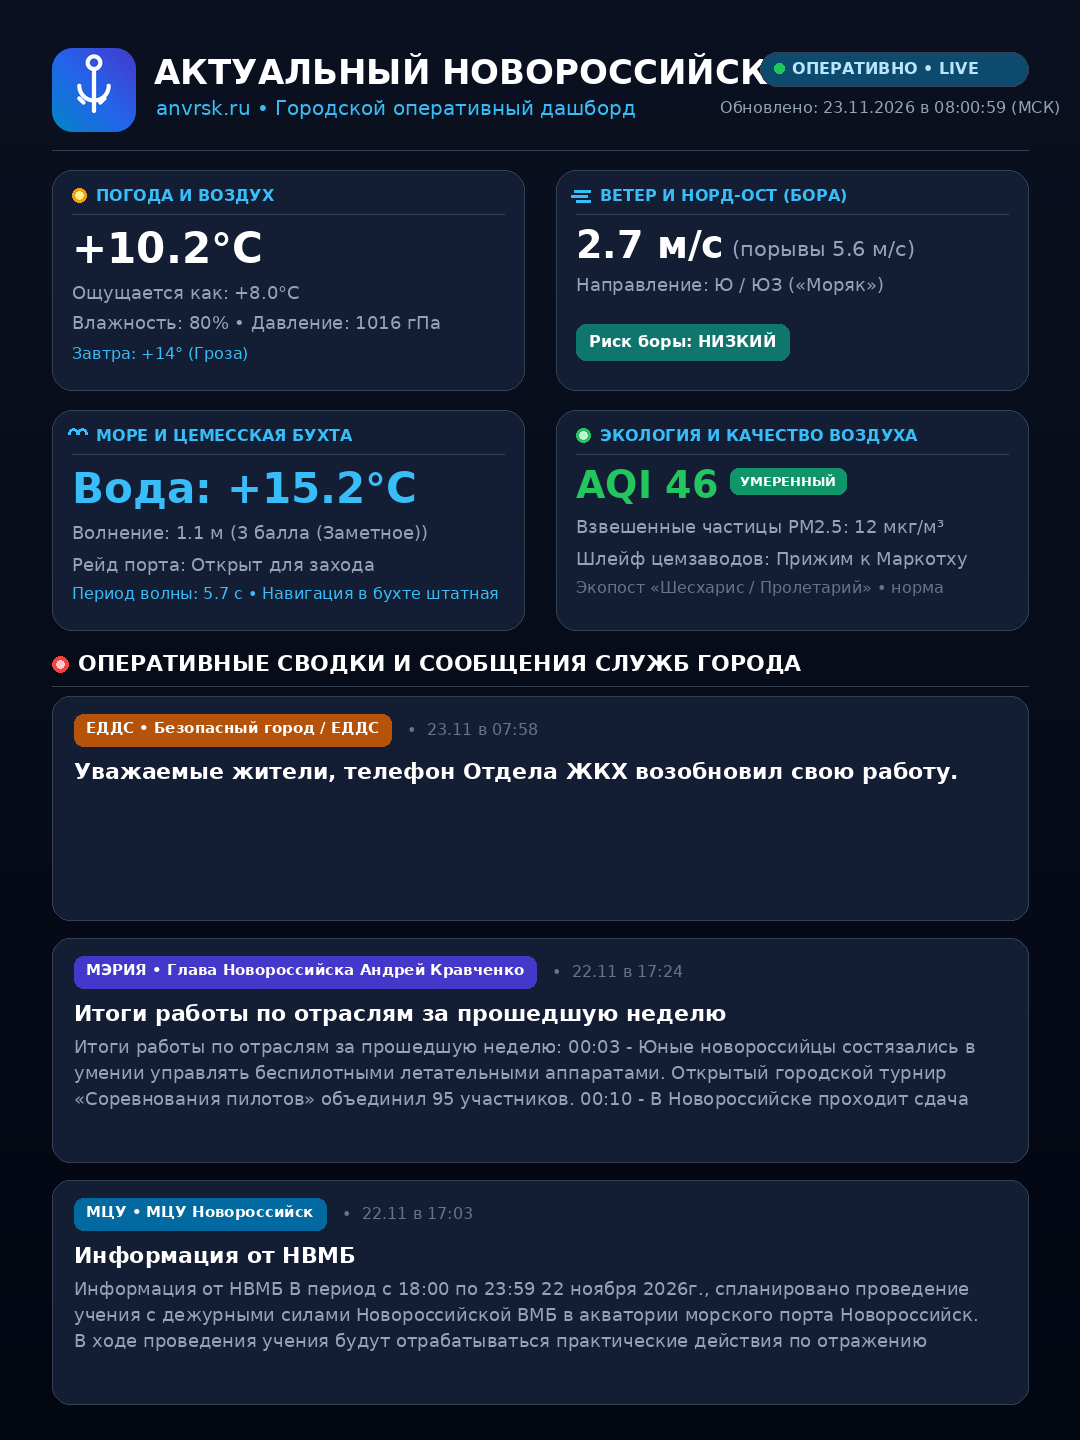 АКТУАЛЬНЫЙ НОВОРОССИЙСК
ОПЕРАТИВНО • LIVE
anvrsk.ru • Городской оперативный дашборд
Обновлено: 23.11.2026 в 08:00:59 (МСК)
ПОГОДА И ВОЗДУХ
+10.2°C
Ощущается как: +8.0°C
Влажность: 80% • Давление: 1016 гПа
Завтра: +14° (Гроза)
ВЕТЕР И НОРД-ОСТ (БОРА)
2.7 м/с (порывы 5.6 м/с)
Направление: Ю / ЮЗ («Моряк»)
Риск боры: НИЗКИЙ
МОРЕ И ЦЕМЕССКАЯ БУХТА
Вода: +15.2°C
Волнение: 1.1 м (3 балла (Заметное))
Рейд порта: Открыт для захода
Период волны: 5.7 с • Навигация в бухте штатная
ЭКОЛОГИЯ И КАЧЕСТВО ВОЗДУХА
AQI 46 УМЕРЕННЫЙ
Взвешенные частицы PM2.5: 12 мкг/м³
Шлейф цемзаводов: Прижим к Маркотху
Экопост «Шесхарис / Пролетарий» • норма
ОПЕРАТИВНЫЕ СВОДКИ И СООБЩЕНИЯ СЛУЖБ ГОРОДА
ЕДДС • Безопасный город / ЕДДС • 23.11 в 07:58
Уважаемые жители, телефон Отдела ЖКХ возобновил свою работу.
МЭРИЯ • Глава Новороссийска Андрей Кравченко • 22.11 в 17:24
Итоги работы по отраслям за прошедшую неделю
Итоги работы по отраслям за прошедшую неделю: 00:03 - Юные новороссийцы состязались в
умении управлять беспилотными летательными аппаратами. Открытый городской турнир
«Соревнования пилотов» объединил 95 участников. 00:10 - В Новороссийске проходит сдача
МЦУ • МЦУ Новороссийск • 22.11 в 17:03
Информация от НВМБ
Информация от НВМБ В период с 18:00 по 23:59 22 ноября 2026г., спланировано проведение
учения с дежурными силами Новороссийской ВМБ в акватории морского порта Новороссийск.
В ходе проведения учения будут отрабатываться практические действия по отражению